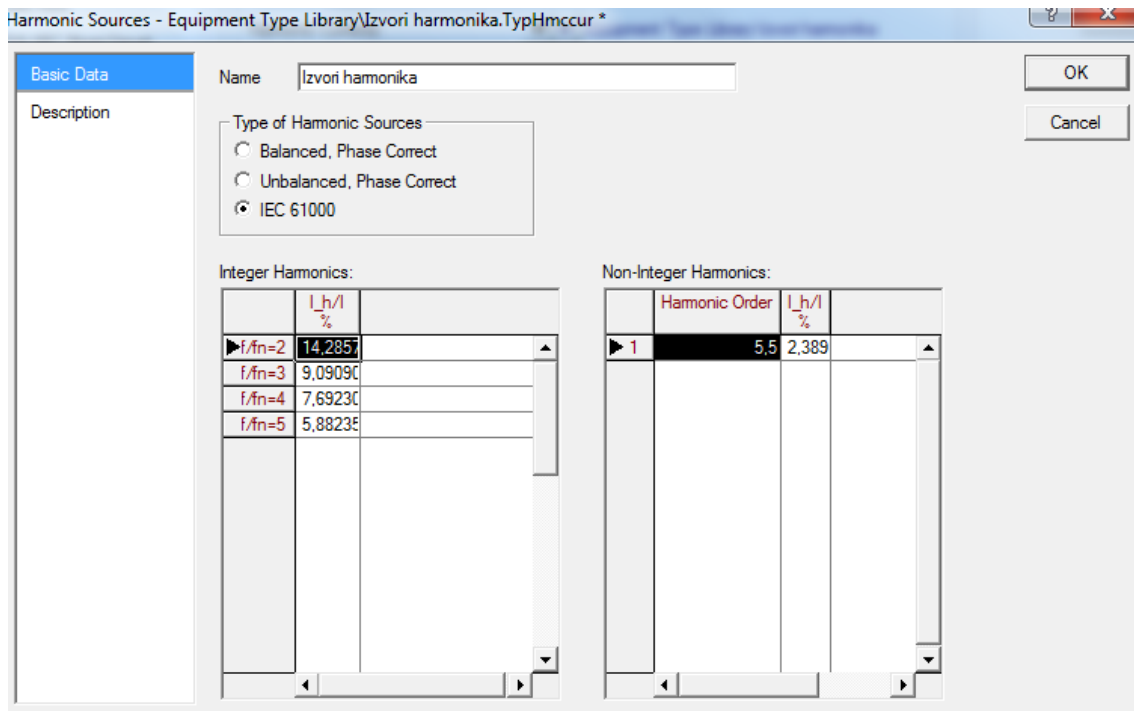 Harmonic Sources - Equipment Type Library\Izvori harmonika.TypHmccur *
? X
Basic Data
Description
Name Izvori harmonika
OK
Cancel
Type of Harmonic Sources
Balanced, Phase Correct
Unbalanced, Phase Correct
IEC 61000
Integer Harmonics:
I_h/I
%
f/fn=2 14,2857
f/fn=3 9,09090
f/fn=4 7,69230
f/fn=5 5,88235
Non-Integer Harmonics:
Harmonic Order I_h/I
%
1 5,5 2,389